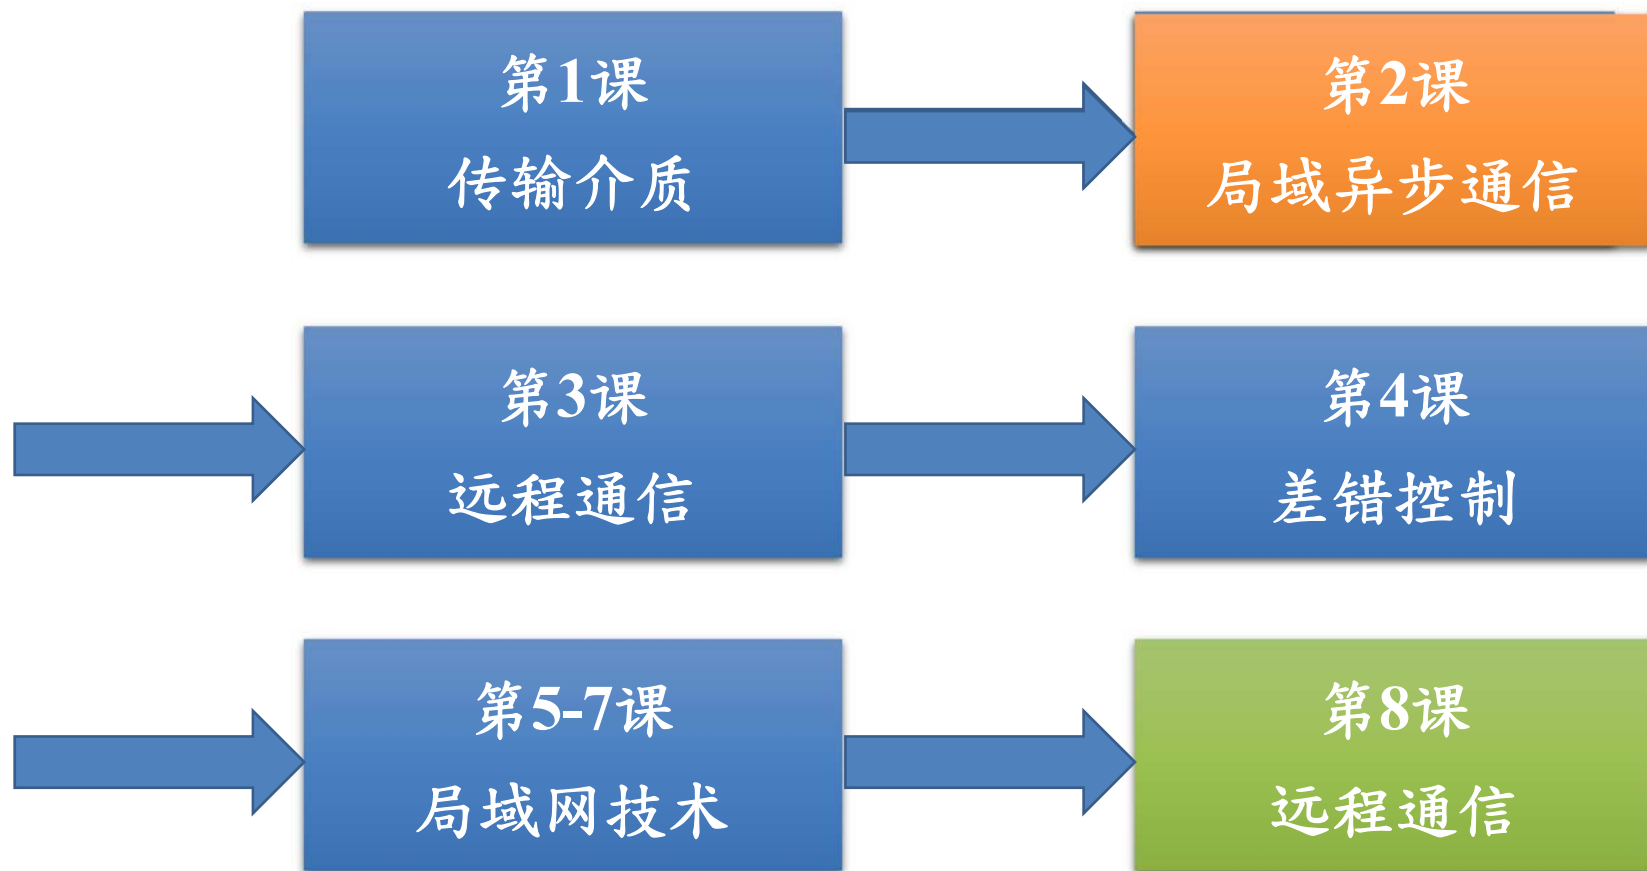 第1课
传输介质
第2课
局域异步通信
第3课
远程通信
第4课
差错控制
第5-7课
局域网技术
第8课
远程通信